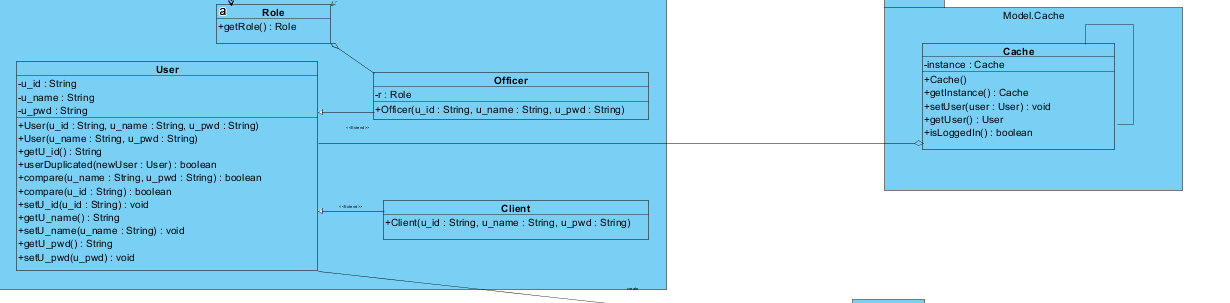 a
Role
+getRole() : Role
Model.Cache
Cache
-instance : Cache
+Cache()
+getInstance() : Cache
+setUser(user : User) : void
+getUser() : User
+isLoggedIn() : boolean
User
-u_id : String
-u_name : String
-u_pwd : String
+User(u_id : String, u_name : String, u_pwd : String)
+User(u_name : String, u_pwd : String)
+getU_id() : String
+userDuplicated(newUser : User) : boolean
+compare(u_name : String, u_pwd : String) : boolean
+compare(u_id : String) : boolean
+setU_id(u_id : String) : void
+getU_name() : String
+setU_name(u_name : String) : void
+getU_pwd() : String
+setU_pwd(u_pwd) : void
Officer
-r : Role
+Officer(u_id : String, u_name : String, u_pwd : String)
Client
+Client(u_id : String, u_name : String, u_pwd : String)